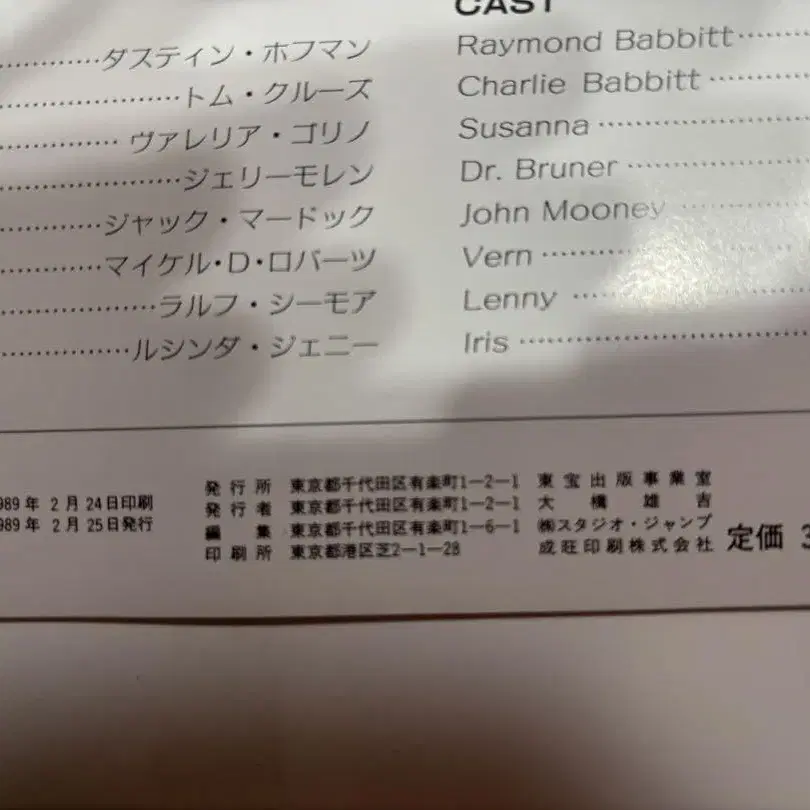 CAST
…………ダスティン・ホフマン
…………………トム・クルーズ
…………ヴァレリア・ゴリノ
…………………ジェリーモレン
…………ジャック・マードック
…………マイケル・D・ロバーツ
………………ラルフ・シーモア
……………ルシンダ・ジェニー
Raymond Babbitt………
Charlie Babbitt …………
Susanna …………………
Dr. Bruner ………………
John Mooney …………
Vern ………………………
Lenny ……………………
Iris …………………………
989年 2月24日印刷
989年 2月25日発行
発行所 東京都千代田区有楽町1-2-1 東宝出版事業室
発行者 東京都千代田区有楽町1-2-1 大橋雄吉
編集 東京都千代田区有楽町1-6-1 ㈱スタジオ・ジャンプ
印刷所 東京都港区芝2-1-28 成旺印刷株式会社
定価 3